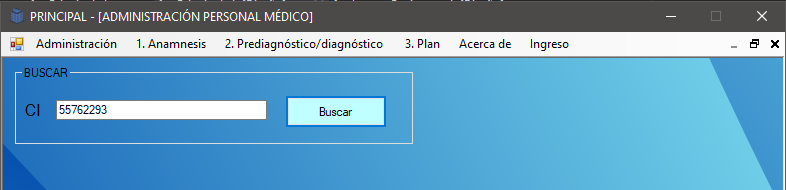 PRINCIPAL - [ADMINISTRACIÓN PERSONAL MÉDICO]
Administración 1. Anamnesis 2. Prediagnóstico/diagnóstico 3. Plan Acerca de Ingreso
BUSCAR
CI 55762293 Buscar